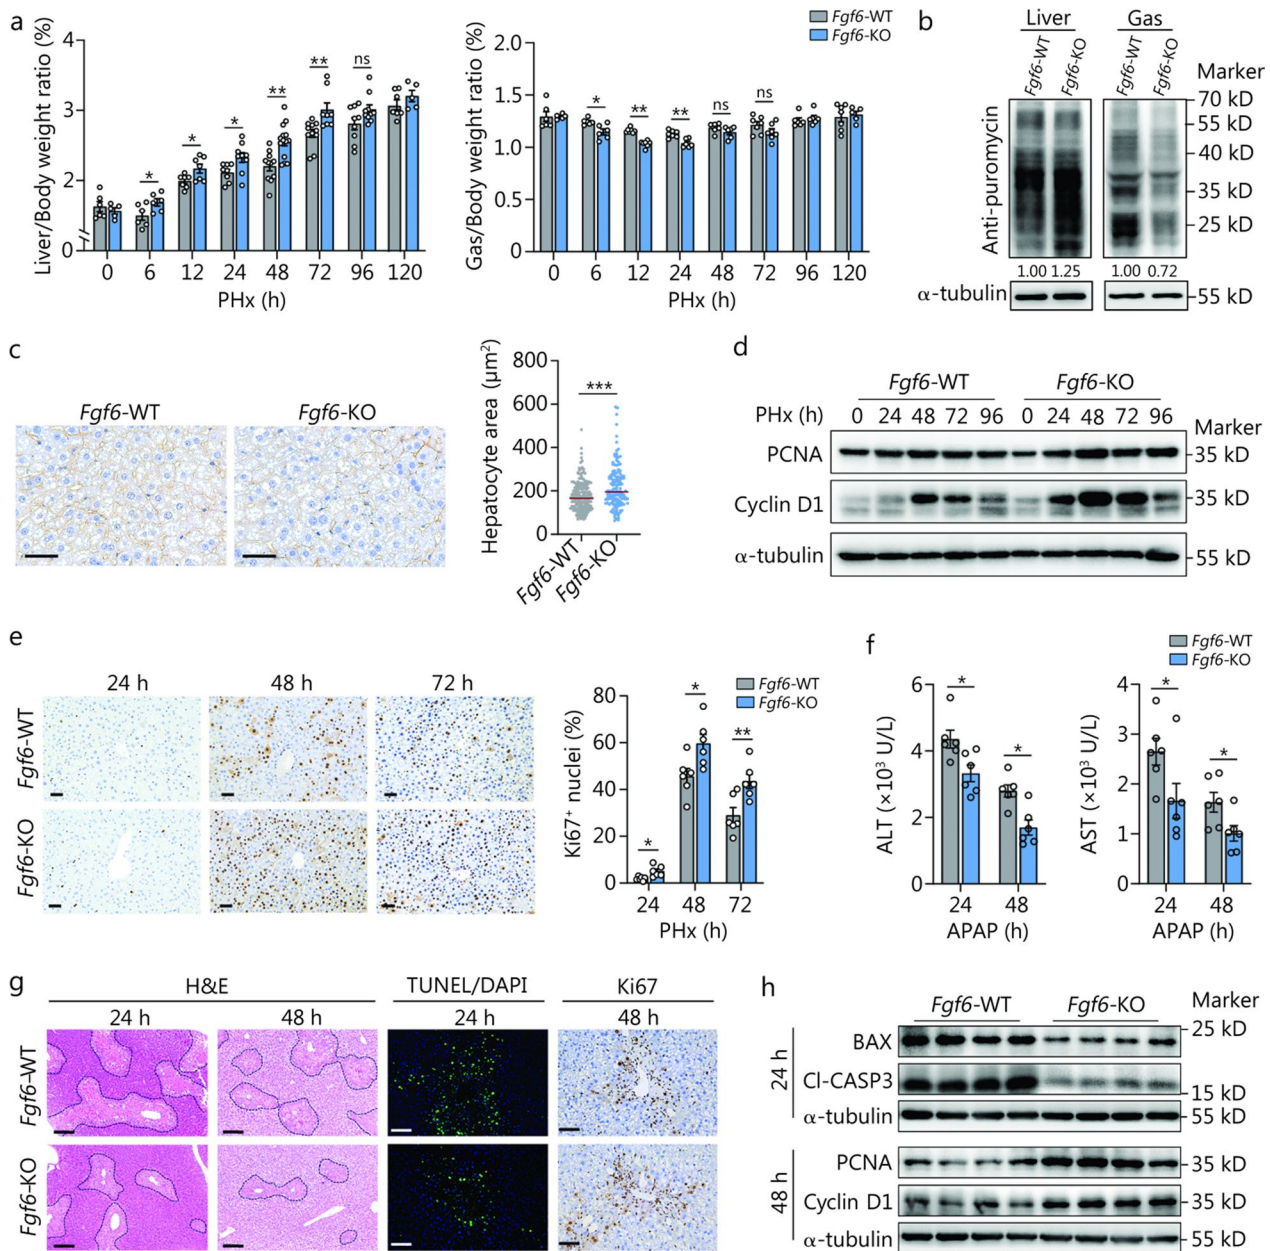 a
Liver/Body weight ratio (%)
4
3
2
0
0 6 12 24 48 72 96 120
PHx (h)
* * * ** ** ns
Gas/Body weight ratio (%)
2.0
1.5
1.0
0.5
0
0 6 12 24 48 72 96 120
PHx (h)
* ** ** ns ns
Fgf6-WT
Fgf6-KO
b
Liver Gas
Fgf6-WT Fgf6-KO Fgf6-WT Fgf6-KO
Marker
Anti-puromycin
70 kD
55 kD
40 kD
35 kD
25 kD
1.00 1.25 1.00 0.72
α-tubulin 55 kD
c
Fgf6-WT Fgf6-KO
Hepatocyte area (μm²)
800
600
400
200
0
***
Fgf6-WT Fgf6-KO
d
Fgf6-WT Fgf6-KO
PHx (h) 0 24 48 72 96 0 24 48 72 96 Marker
PCNA 35 kD
Cyclin D1 35 kD
α-tubulin 55 kD
e
24 h 48 h 72 h
Fgf6-WT
Fgf6-KO
Ki67⁺ nuclei (%)
80
60
40
20
0
24 48 72
PHx (h)
* * **
Fgf6-WT
Fgf6-KO
f
Fgf6-WT
Fgf6-KO
ALT (×10³ U/L)
6
4
2
0
* *
24 48
APAP (h)
AST (×10³ U/L)
4
3
2
1
0
* *
24 48
APAP (h)
g
H&E TUNEL/DAPI Ki67
24 h 48 h 24 h 48 h
Fgf6-WT
Fgf6-KO
h
Fgf6-WT Fgf6-KO Marker
24 h
BAX 25 kD
Cl-CASP3 15 kD
α-tubulin 55 kD
48 h
PCNA 35 kD
Cyclin D1 35 kD
α-tubulin 55 kD